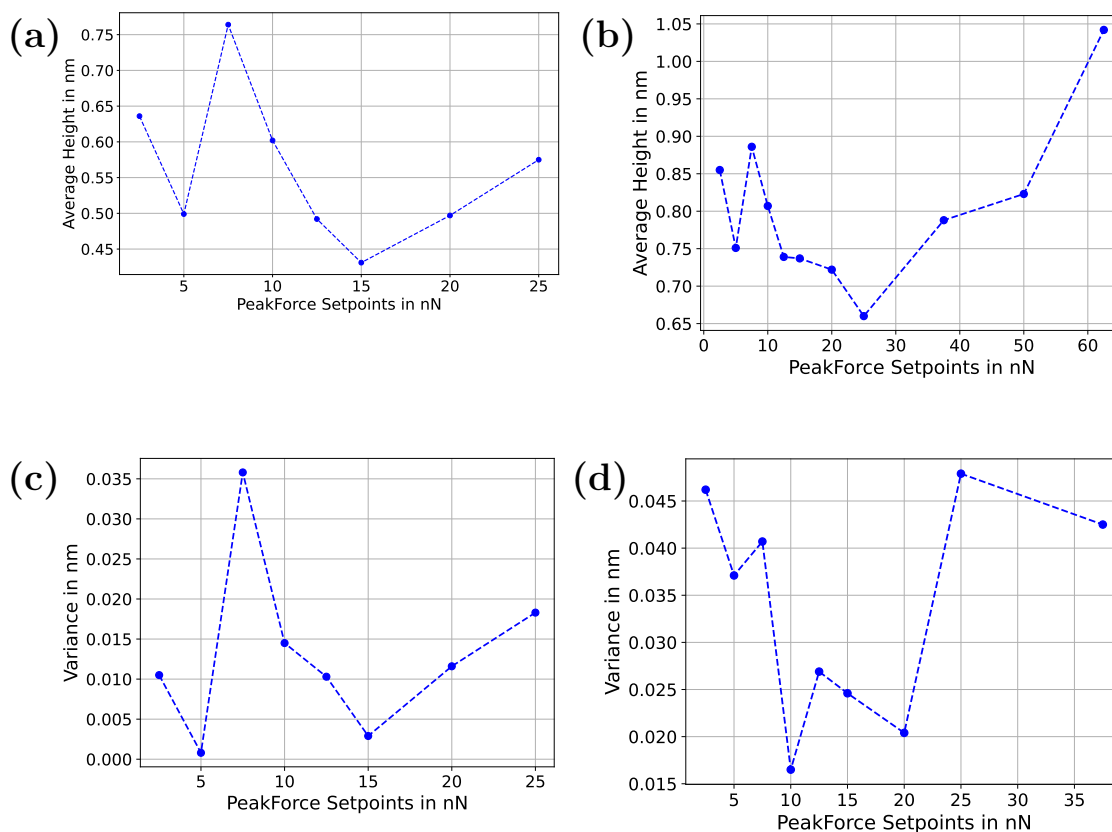 (a)
Average Height in nm
0.75
0.70
0.65
0.60
0.55
0.50
0.45
5 10 15 20 25
PeakForce Setpoints in nN
(b)
Average Height in nm
1.05
1.00
0.95
0.90
0.85
0.80
0.75
0.70
0.65
0 10 20 30 40 50 60
PeakForce Setpoints in nN
(c)
Variance in nm
0.035
0.030
0.025
0.020
0.015
0.010
0.005
0.000
5 10 15 20 25
PeakForce Setpoints in nN
(d)
Variance in nm
0.045
0.040
0.035
0.030
0.025
0.020
0.015
5 10 15 20 25 30 35
PeakForce Setpoints in nN